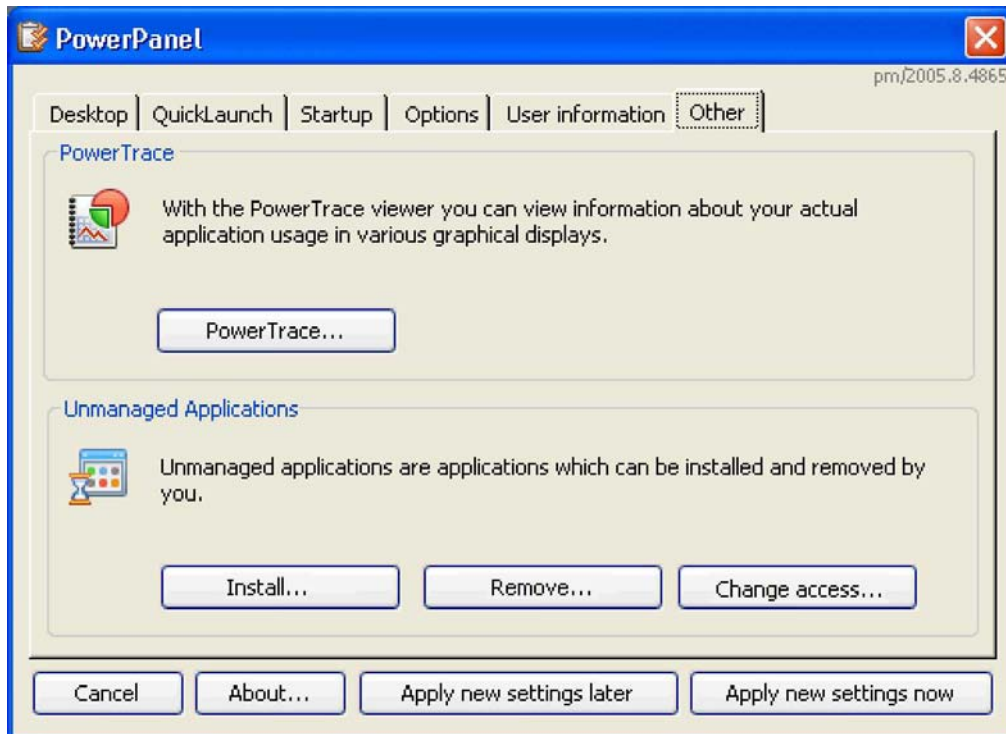 PowerPanel
pm/2005.8.4865
Desktop QuickLaunch Startup Options User information Other
PowerTrace
With the PowerTrace viewer you can view information about your actual
application usage in various graphical displays.
PowerTrace...
Unmanaged Applications
Unmanaged applications are applications which can be installed and removed by
you.
Install... Remove... Change access...
Cancel About... Apply new settings later Apply new settings now